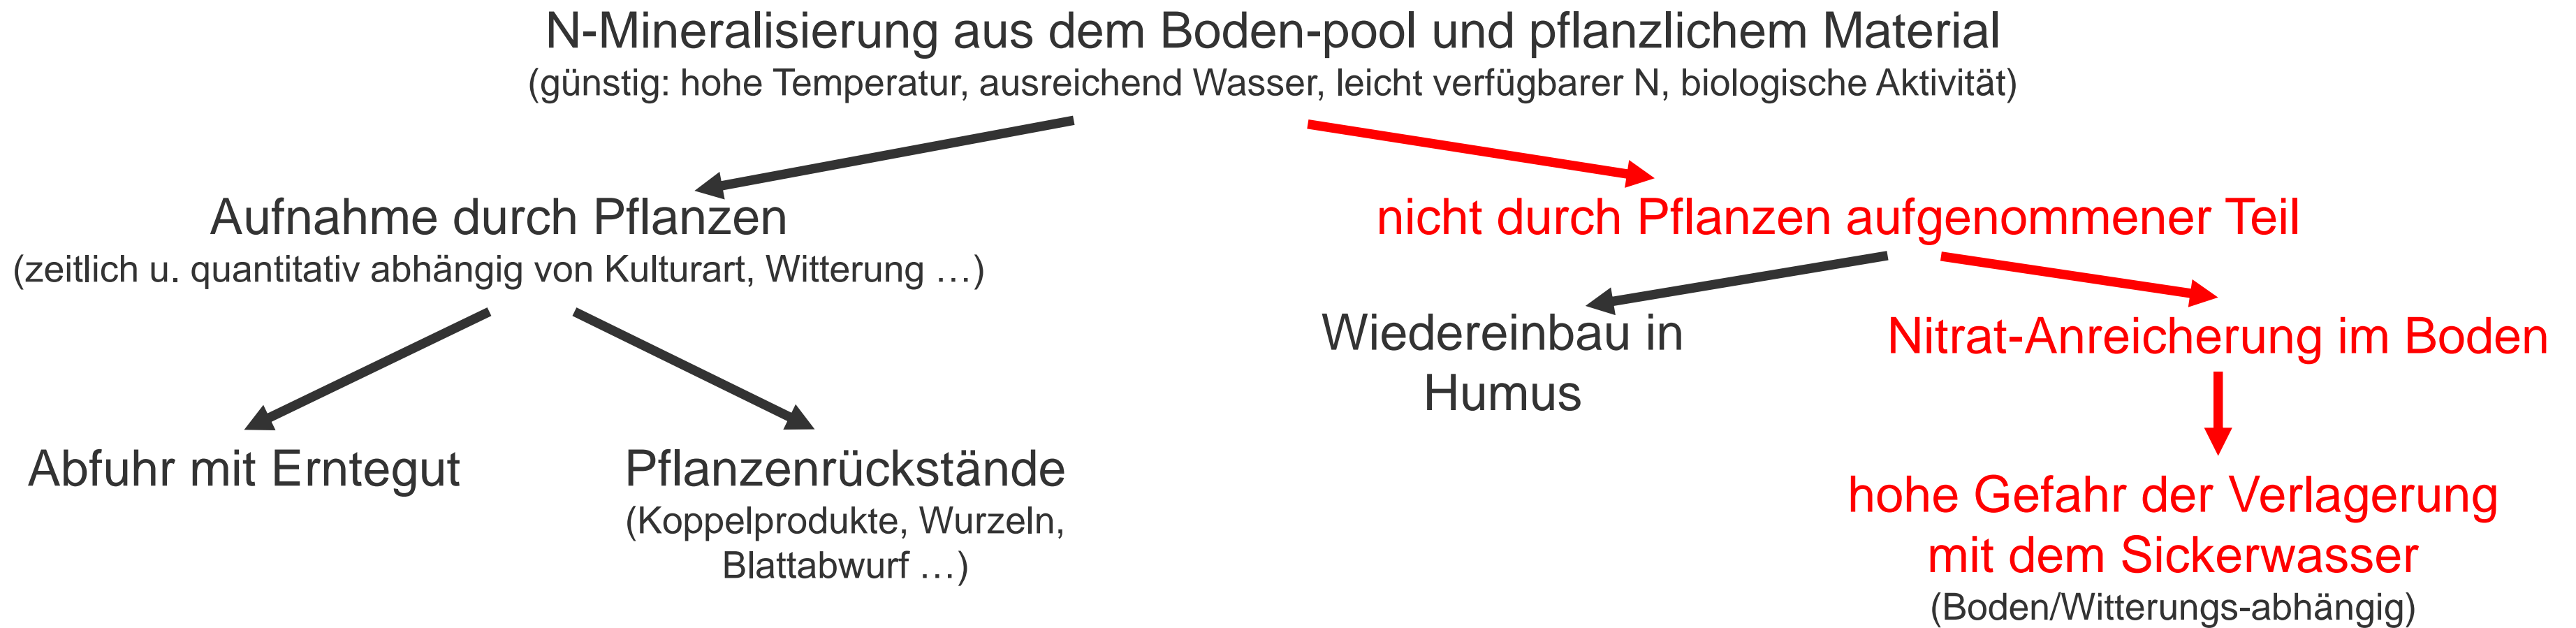 N-Mineralisierung aus dem Boden-pool und pflanzlichem Material
(günstig: hohe Temperatur, ausreichend Wasser, leicht verfügbarer N, biologische Aktivität)
Aufnahme durch Pflanzen
(zeitlich u. quantitativ abhängig von Kulturart, Witterung …)
nicht durch Pflanzen aufgenommener Teil
Abfuhr mit Erntegut
Pflanzenrückstände
(Koppelprodukte, Wurzeln,
Blattabwurf …)
Wiedereinbau in
Humus
Nitrat-Anreicherung im Boden
hohe Gefahr der Verlagerung
mit dem Sickerwasser
(Boden/Witterungs-abhängig)